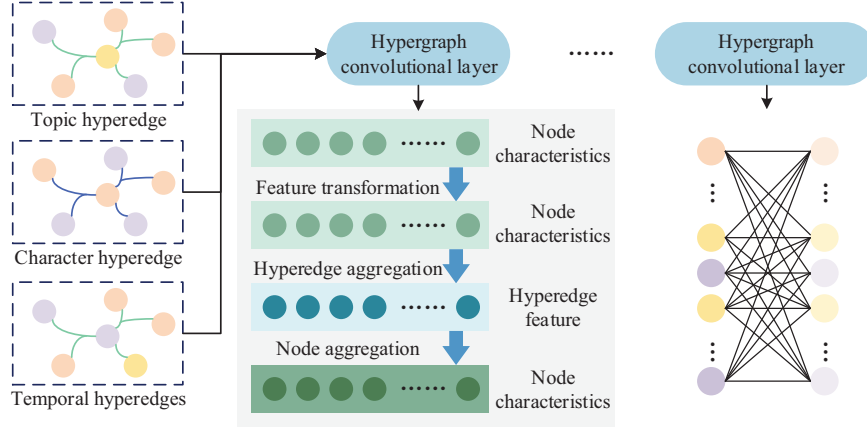 Topic hyperedge
Character hyperedge
Temporal hyperedges
Hypergraph
convolutional layer
......
Hypergraph
convolutional layer
......
Node
characteristics
Feature transformation
......
Node
characteristics
Hyperedge aggregation
......
Hyperedge
feature
Node aggregation
......
Node
characteristics